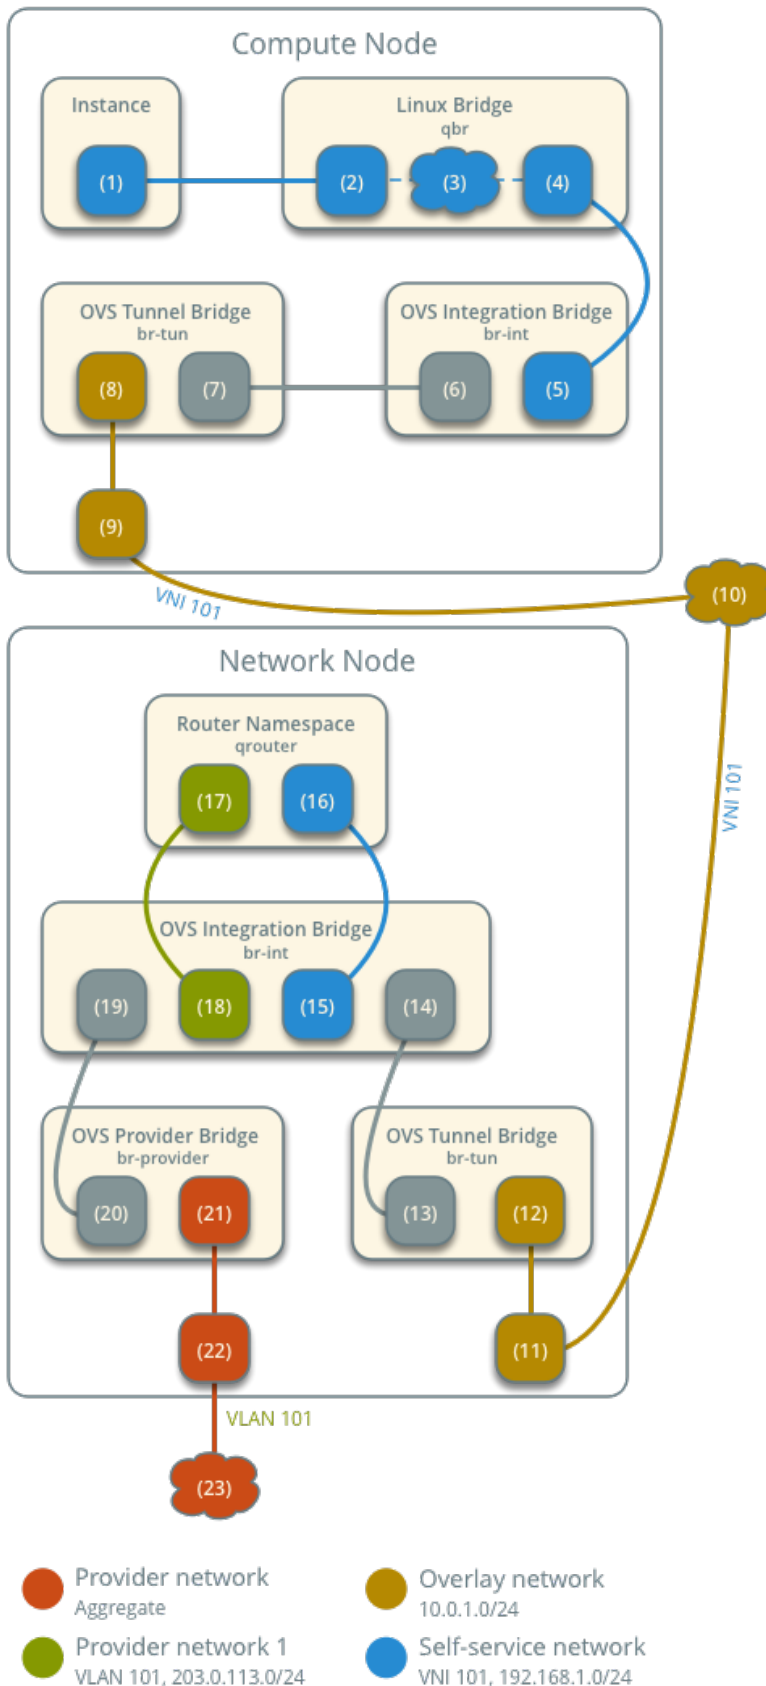 Compute Node
Instance
Linux Bridge
qbr
(1)
(2)
(3)
(4)
OVS Tunnel Bridge
br-tun
OVS Integration Bridge
br-int
(8)
(7)
(6)
(5)
(9)
VNI 101
(10)
Network Node
Router Namespace
qrouter
(17)
(16)
VNI 101
OVS Integration Bridge
br-int
(19)
(18)
(15)
(14)
OVS Provider Bridge
br-provider
OVS Tunnel Bridge
br-tun
(20)
(21)
(13)
(12)
(22)
(11)
VLAN 101
(23)
Provider network
Aggregate
Overlay network
10.0.1.0/24
Provider network 1
VLAN 101, 203.0.113.0/24
Self-service network
VNI 101, 192.168.1.0/24